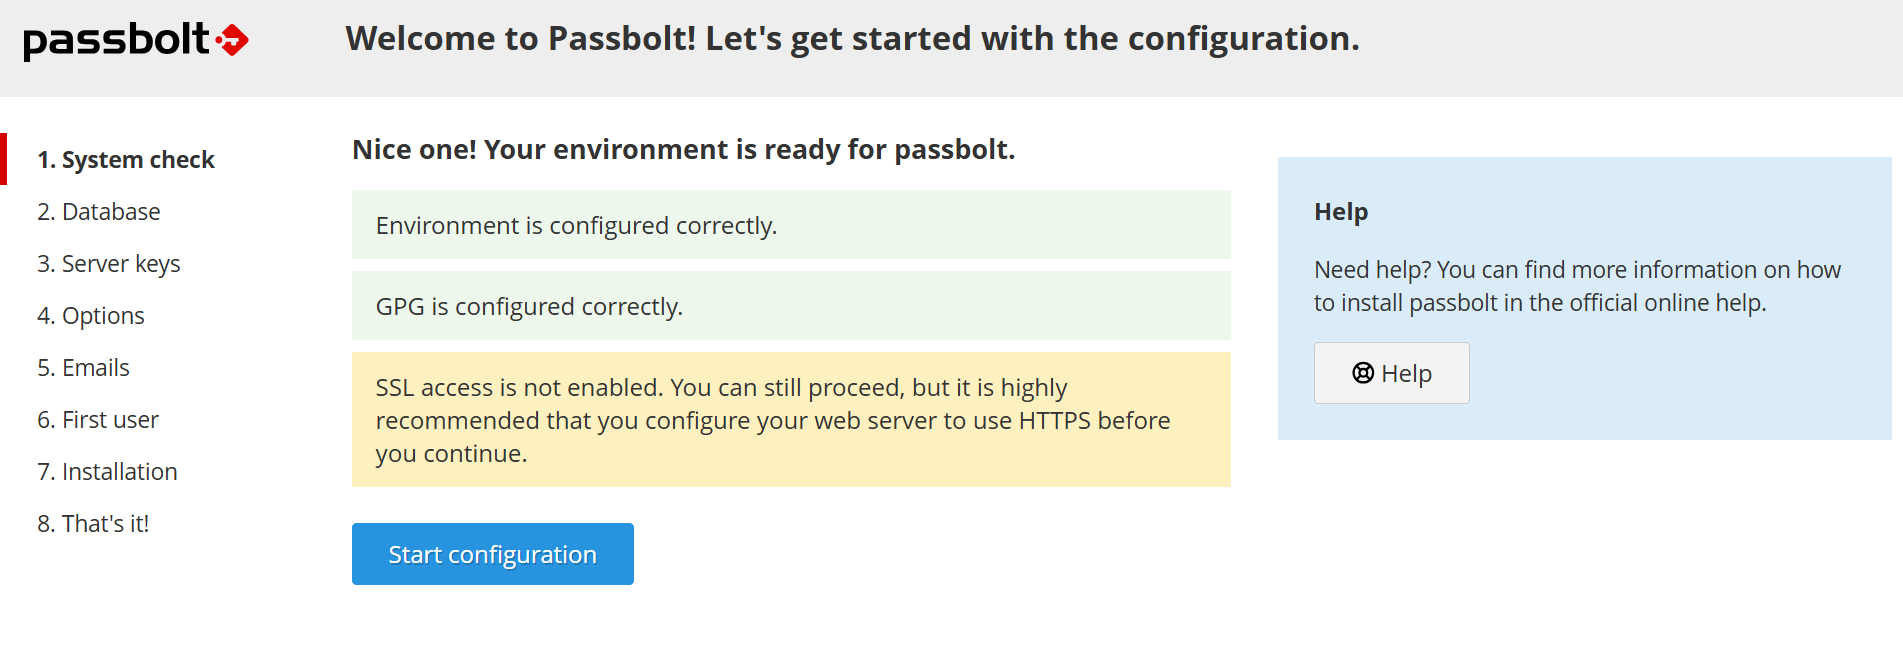 passbolt
Welcome to Passbolt! Let's get started with the configuration.
1. System check
2. Database
3. Server keys
4. Options
5. Emails
6. First user
7. Installation
8. That's it!
Nice one! Your environment is ready for passbolt.
Environment is configured correctly.
GPG is configured correctly.
SSL access is not enabled. You can still proceed, but it is highly
recommended that you configure your web server to use HTTPS before
you continue.
Start configuration
Help
Need help? You can find more information on how
to install passbolt in the official online help.
Help